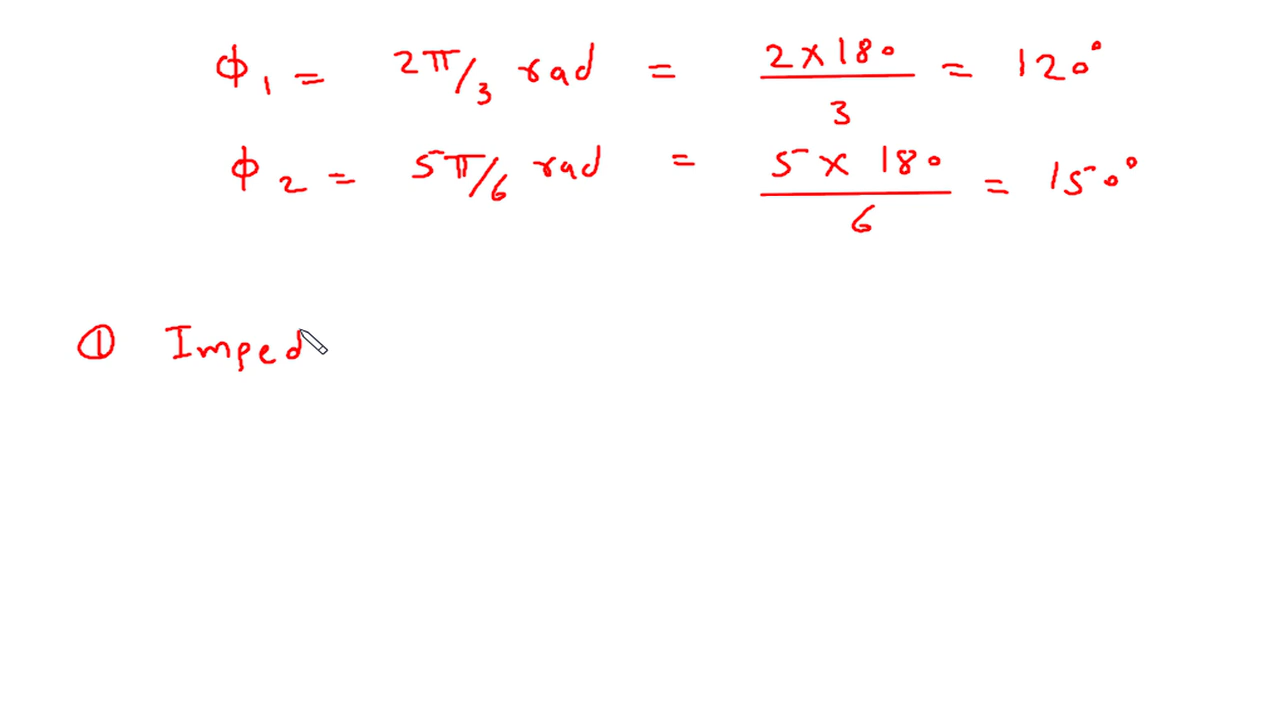 ϕ₁ = 2π/3 rad = (2 × 180)/3 = 120°
ϕ₂ = 5π/6 rad = (5 × 180)/6 = 150°
① Imped